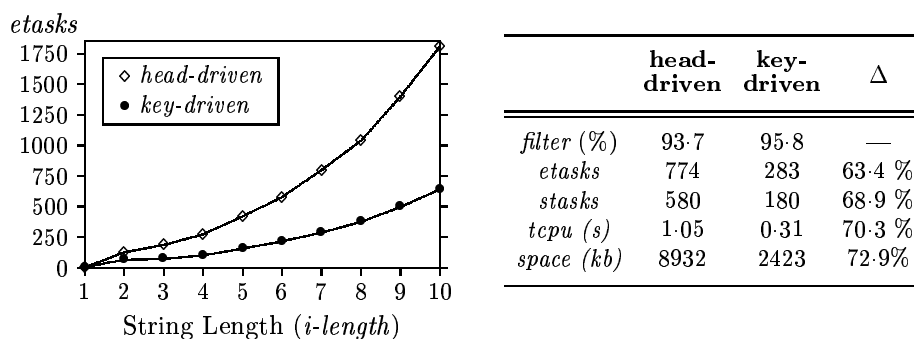 etasks
1750
1500
1250
1000
750
500
250
0
head-driven
key-driven
1 2 3 4 5 6 7 8 9 10
String Length (i-length)
head- key-
driven driven Δ
filter (%) 93·7 95·8 —
etasks 774 283 63·4 %
stasks 580 180 68·9 %
tcpu (s) 1·05 0·31 70·3 %
space (kb) 8932 2423 72·9%